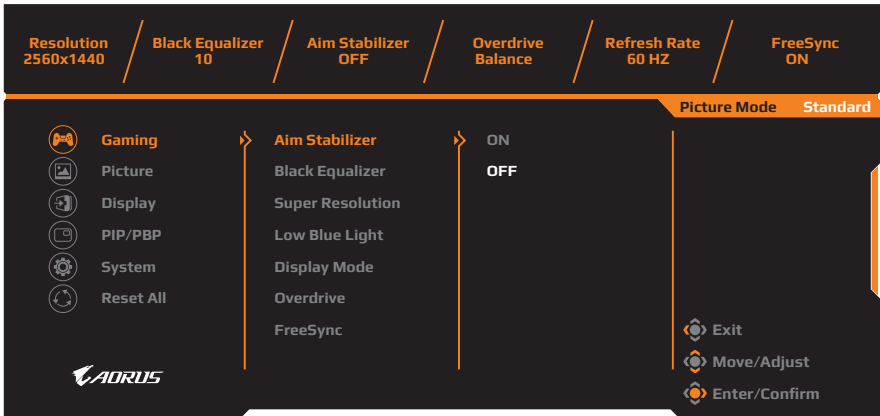 Resolution
2560x1440
Black Equalizer
10
Aim Stabilizer
OFF
Overdrive
Balance
Refresh Rate
60 HZ
FreeSync
ON
Picture Mode Standard
Gaming
Picture
Display
PIP/PBP
System
Reset All
Aim Stabilizer
Black Equalizer
Super Resolution
Low Blue Light
Display Mode
Overdrive
FreeSync
ON
OFF
Exit
Move/Adjust
Enter/Confirm
AORUS